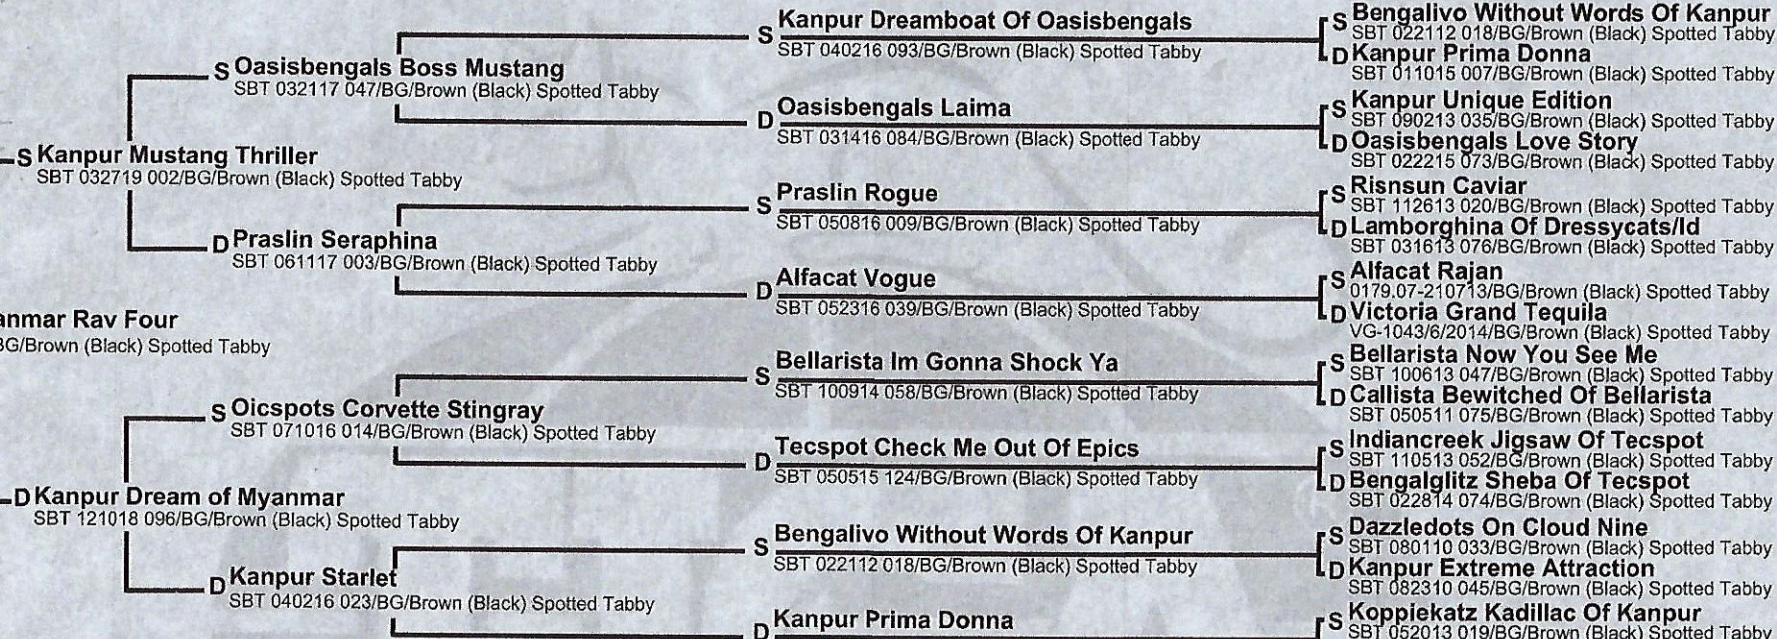 anmar Rav Four
BG/Brown (Black) Spotted Tabby
S Kanpur Mustang Thriller
SBT 032719 002/BG/Brown (Black) Spotted Tabby
D Kanpur Dream of Myanmar
SBT 121018 096/BG/Brown (Black) Spotted Tabby
S Oasisbengals Boss Mustang
SBT 032117 047/BG/Brown (Black) Spotted Tabby
D Praslin Seraphina
SBT 061117 003/BG/Brown (Black) Spotted Tabby
S Oicspots Corvette Stingray
SBT 071016 014/BG/Brown (Black) Spotted Tabby
D Kanpur Starlet
SBT 040216 023/BG/Brown (Black) Spotted Tabby
S Kanpur Dreamboat Of Oasisbengals
SBT 040216 093/BG/Brown (Black) Spotted Tabby
D Oasisbengals Laima
SBT 031416 084/BG/Brown (Black) Spotted Tabby
S Praslin Rogue
SBT 050816 009/BG/Brown (Black) Spotted Tabby
D Alfacat Vogue
SBT 052316 039/BG/Brown (Black) Spotted Tabby
S Bellarista Im Gonna Shock Ya
SBT 100914 058/BG/Brown (Black) Spotted Tabby
D Tecspot Check Me Out Of Epics
SBT 050515 124/BG/Brown (Black) Spotted Tabby
S Bengalivo Without Words Of Kanpur
SBT 022112 018/BG/Brown (Black) Spotted Tabby
D Kanpur Prima Donna
S Bengalivo Without Words Of Kanpur
SBT 022112 018/BG/Brown (Black) Spotted Tabby
D Kanpur Prima Donna
SBT 011015 007/BG/Brown (Black) Spotted Tabby
S Kanpur Unique Edition
SBT 090213 035/BG/Brown (Black) Spotted Tabby
D Oasisbengals Love Story
SBT 022215 073/BG/Brown (Black) Spotted Tabby
S Risnsun Caviar
SBT 112613 020/BG/Brown (Black) Spotted Tabby
D Lamborghina Of Dressycats/Id
SBT 031613 076/BG/Brown (Black) Spotted Tabby
S Alfacat Rajan
0179.07-210713/BG/Brown (Black) Spotted Tabby
D Victoria Grand Tequila
VG-1043/6/2014/BG/Brown (Black) Spotted Tabby
S Bellarista Now You See Me
SBT 100613 047/BG/Brown (Black) Spotted Tabby
D Callista Bewitched Of Bellarista
SBT 050511 075/BG/Brown (Black) Spotted Tabby
S Indiancreek Jigsaw Of Tecspot
SBT 110513 052/BG/Brown (Black) Spotted Tabby
D Bengalglitz Sheba Of Tecspot
SBT 022814 074/BG/Brown (Black) Spotted Tabby
S Dazzledots On Cloud Nine
SBT 080110 033/BG/Brown (Black) Spotted Tabby
D Kanpur Extreme Attraction
SBT 082310 045/BG/Brown (Black) Spotted Tabby
S Koppiekatz Kadillac Of Kanpur
SBT 052013 019/BG/Brown (Black) Spotted Tabby